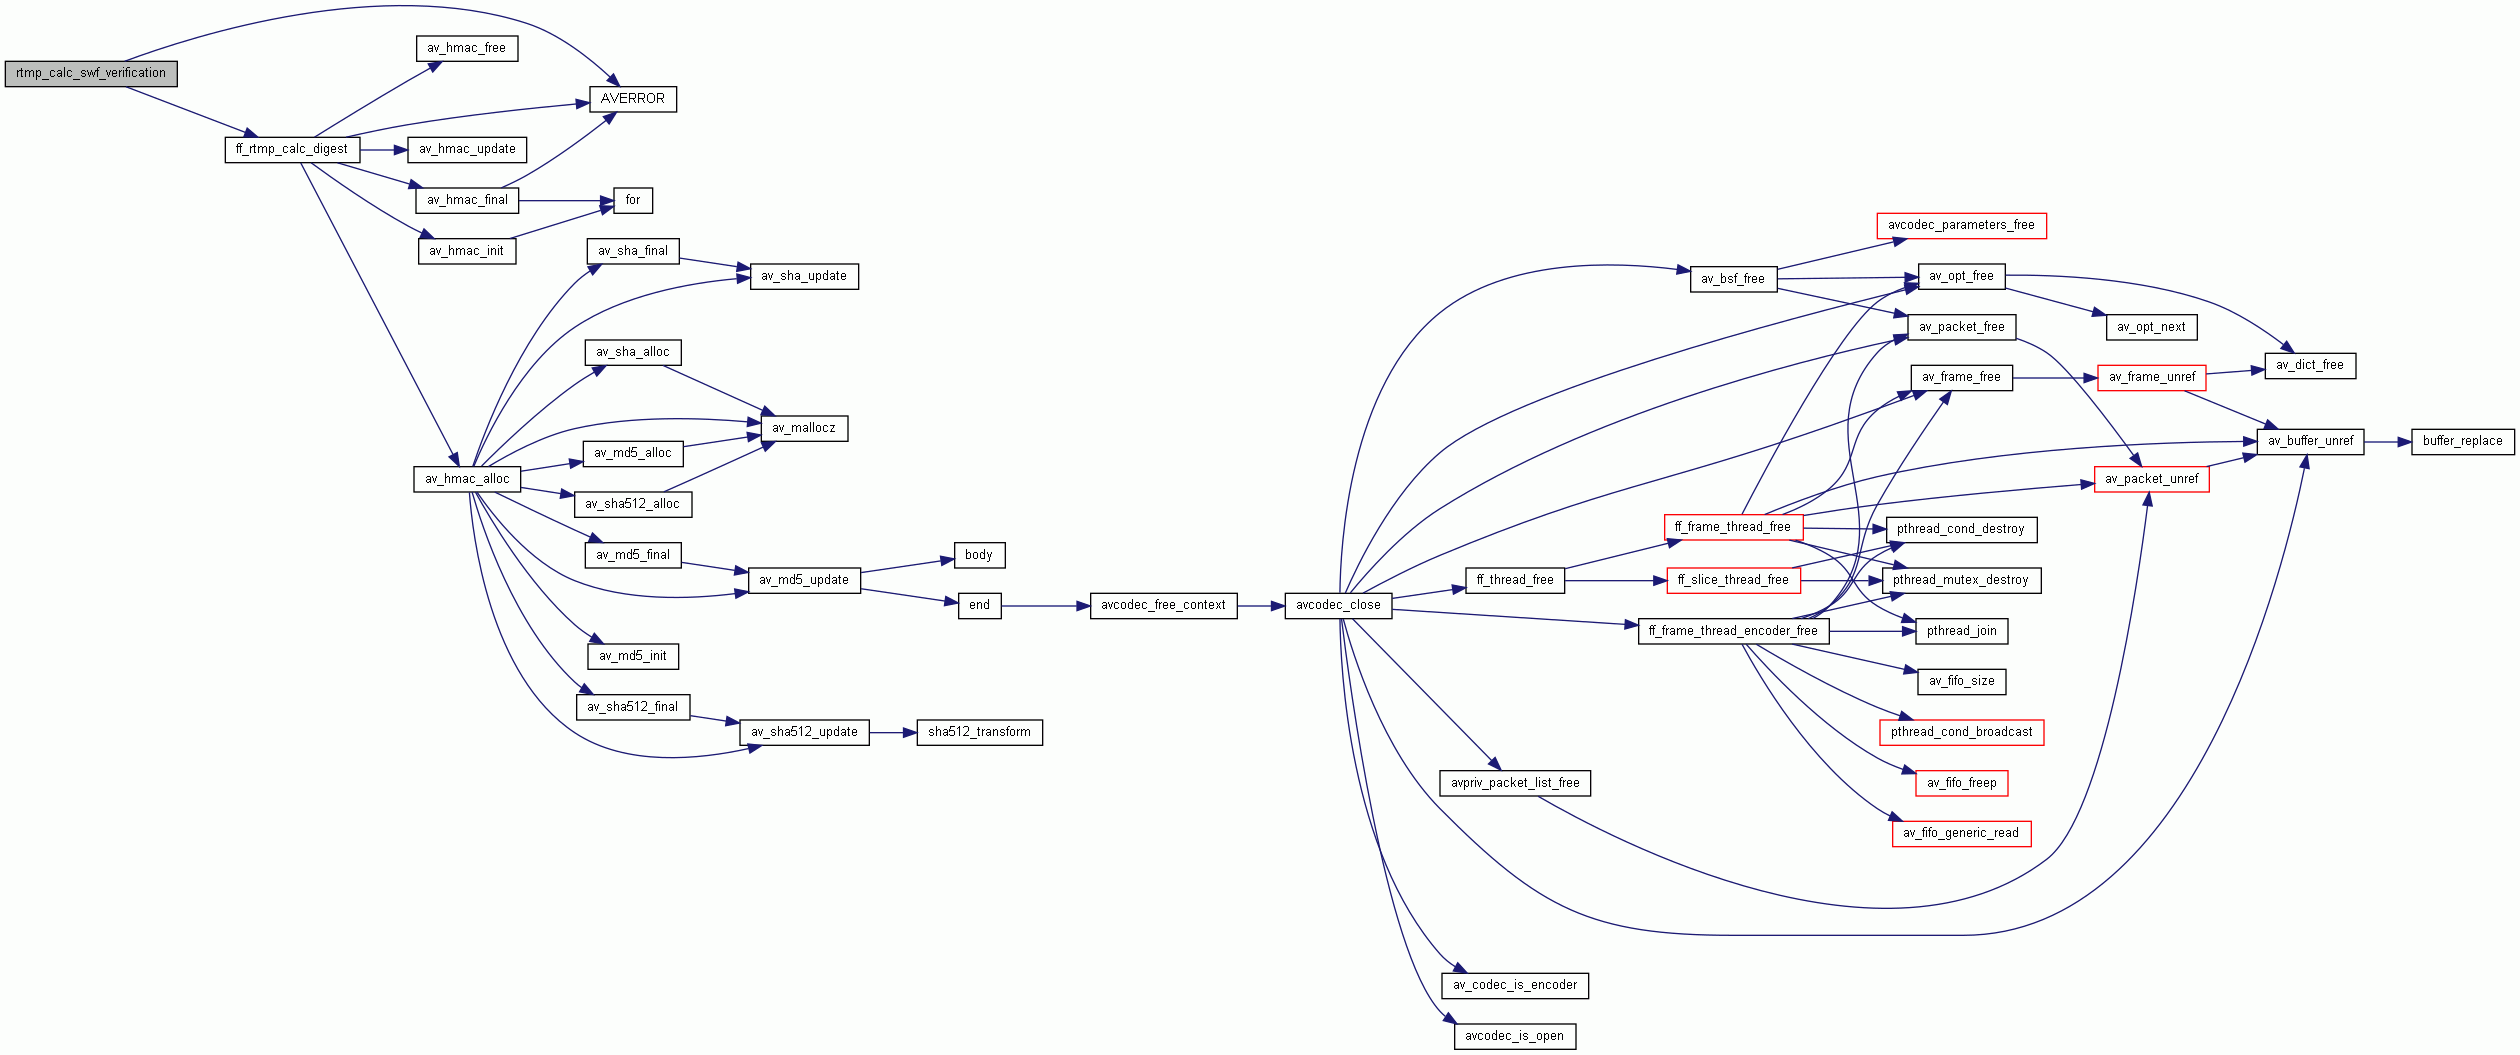 rtmp_calc_swf_verification
ff_rtmp_calc_digest
av_hmac_free
AVERROR
av_hmac_update
av_hmac_final
for
av_hmac_init
av_hmac_alloc
av_sha_final
av_sha_update
av_sha_alloc
av_mallocz
av_md5_alloc
av_sha512_alloc
av_md5_final
av_md5_update
body
end
av_md5_init
av_sha512_final
av_sha512_update
sha512_transform
avcodec_free_context
avcodec_close
av_bsf_free
avcodec_parameters_free
av_opt_free
av_opt_next
av_packet_free
av_dict_free
av_frame_free
av_frame_unref
av_buffer_unref
buffer_replace
av_packet_unref
ff_thread_free
ff_frame_thread_free
ff_slice_thread_free
pthread_cond_destroy
pthread_mutex_destroy
ff_frame_thread_encoder_free
pthread_join
av_fifo_size
pthread_cond_broadcast
av_fifo_freep
av_fifo_generic_read
avpriv_packet_list_free
av_codec_is_encoder
avcodec_is_open